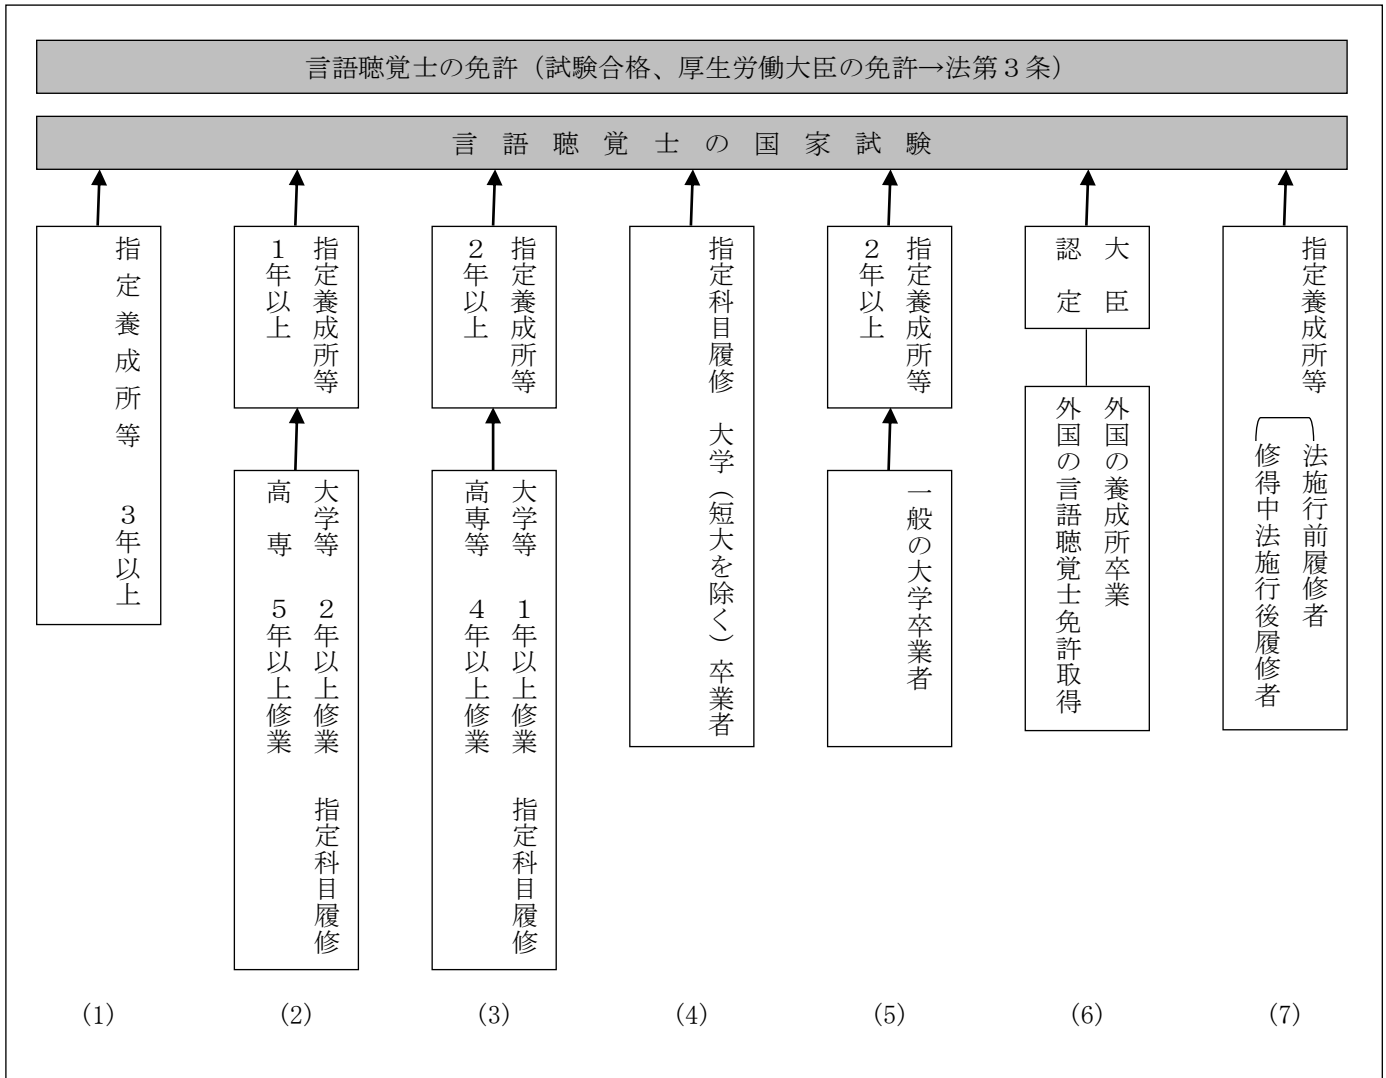 言語聴覚士の免許（試験合格、厚生労働大臣の免許→法第３条）
言語聴覚士の国家試験
指定養成所等　３年以上
指定養成所等
１年以上
大学等　２年以上修業　指定科目履修
高　専　５年以上修業
指定養成所等
２年以上
大学等　１年以上修業　指定科目履修
高専等　４年以上修業
指定科目履修　大学（短大を除く）卒業者
指定養成所等
２年以上
一般の大学卒業者
大臣
認定
外国の養成所卒業
外国の言語聴覚士免許取得
指定養成所等
法施行前履修者
修得中法施行後履修者
(1)
(2)
(3)
(4)
(5)
(6)
(7)